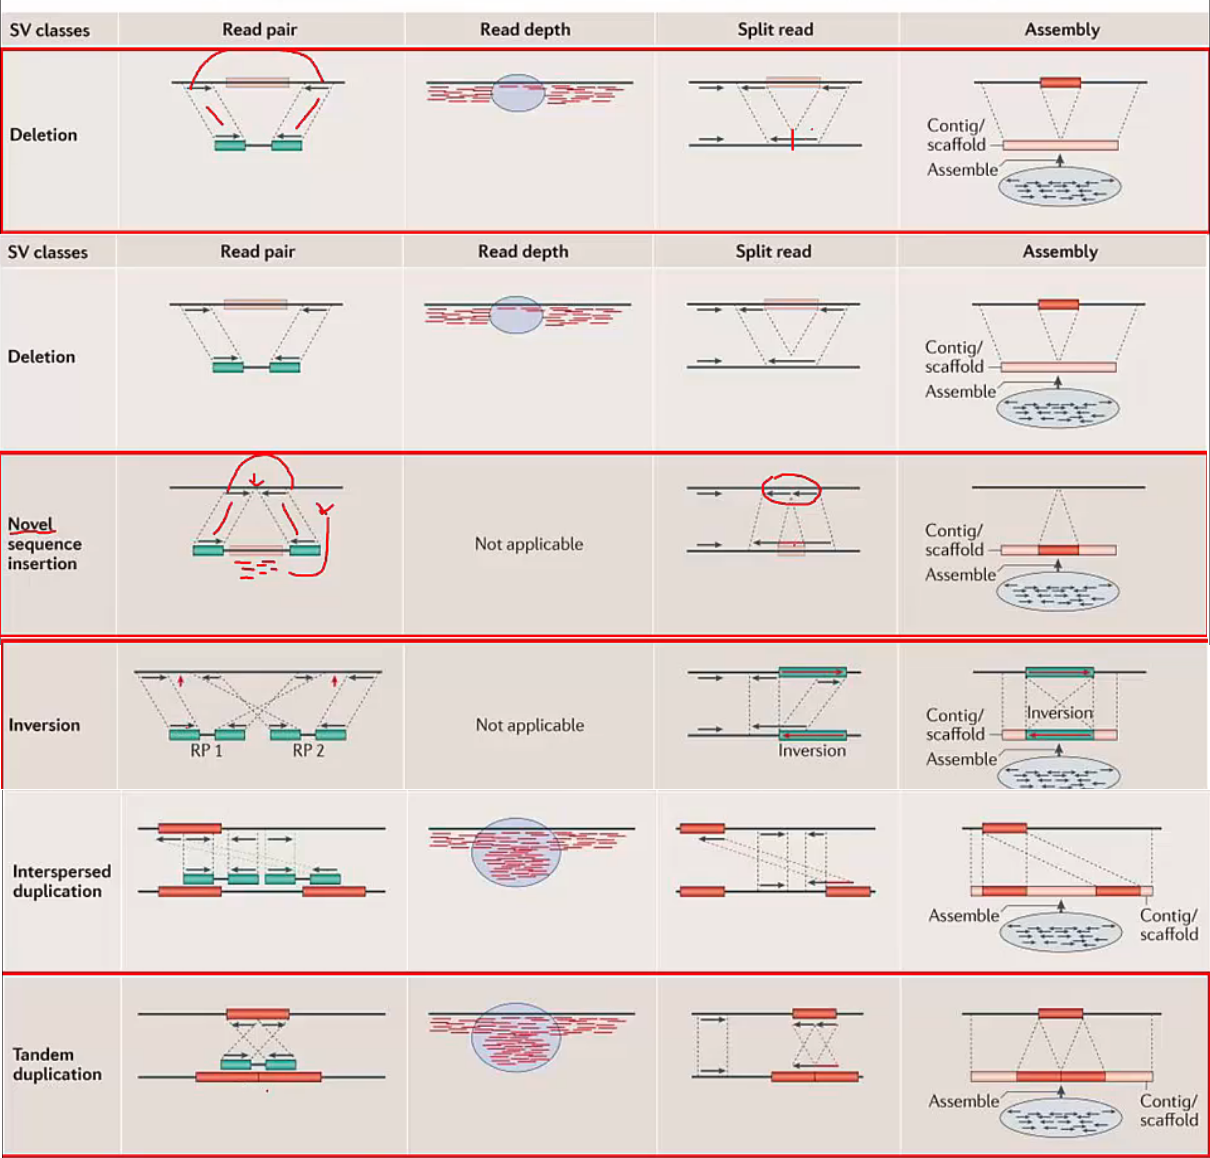 SV classes Read pair Read depth Split read Assembly
Deletion
Contig/
scaffold
Assemble
SV classes Read pair Read depth Split read Assembly
Deletion
Contig/
scaffold
Assemble
Novel
sequence
insertion
Not applicable
Contig/
scaffold
Assemble
Inversion
RP 1 RP 2
Not applicable
Inversion
Inversion
Contig/
scaffold
Assemble
Interspersed
duplication
Assemble
Contig/
scaffold
Tandem
duplication
Assemble
Contig/
scaffold